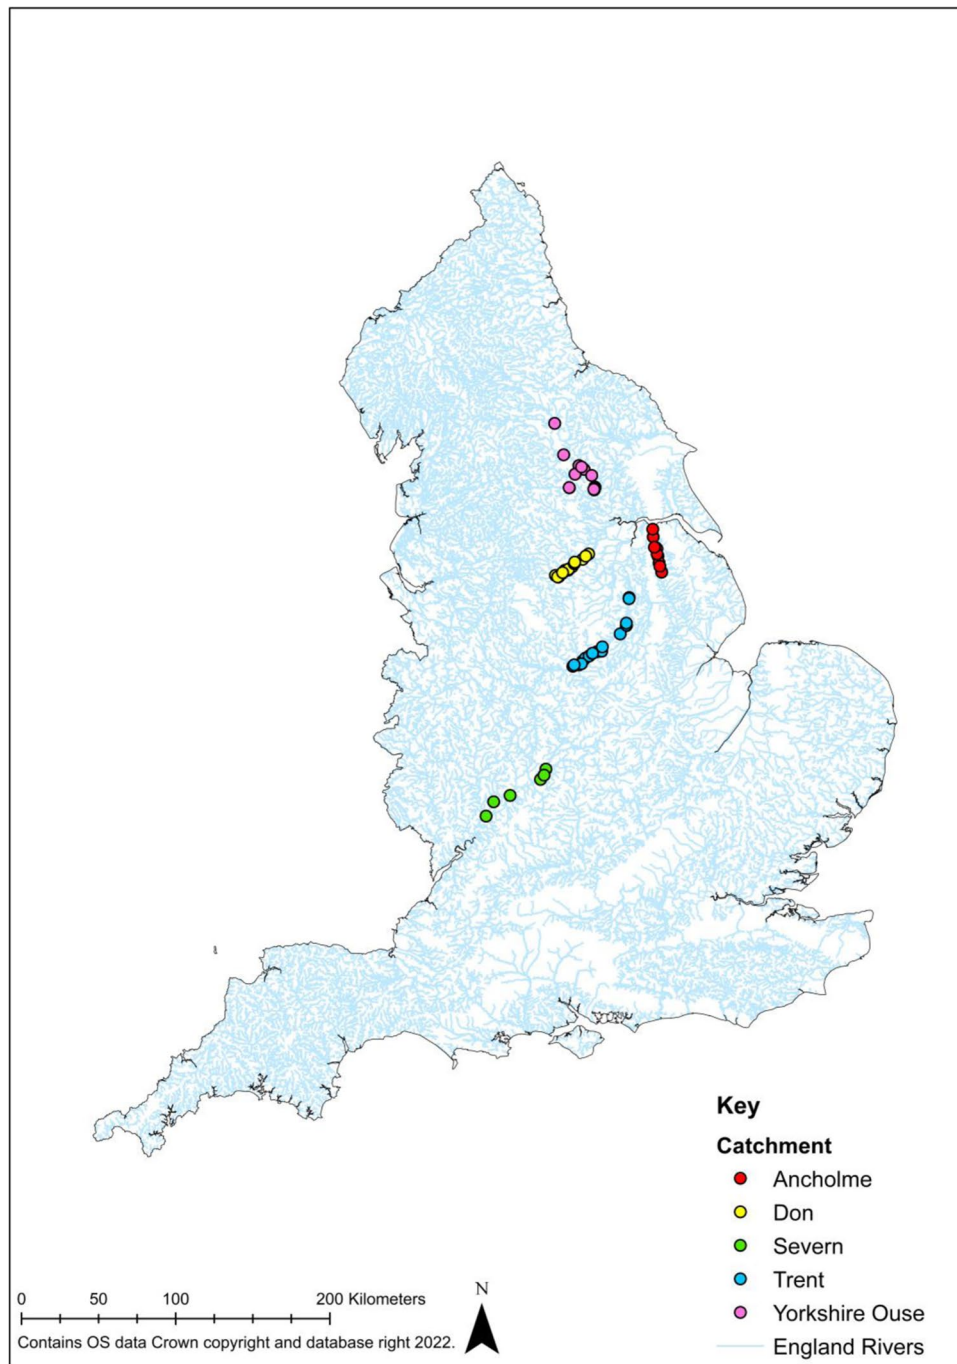 Key
Catchment
Ancholme
Don
Severn
Trent
Yorkshire Ouse
England Rivers
0 50 100 200 Kilometers
N
Contains OS data Crown copyright and database right 2022.